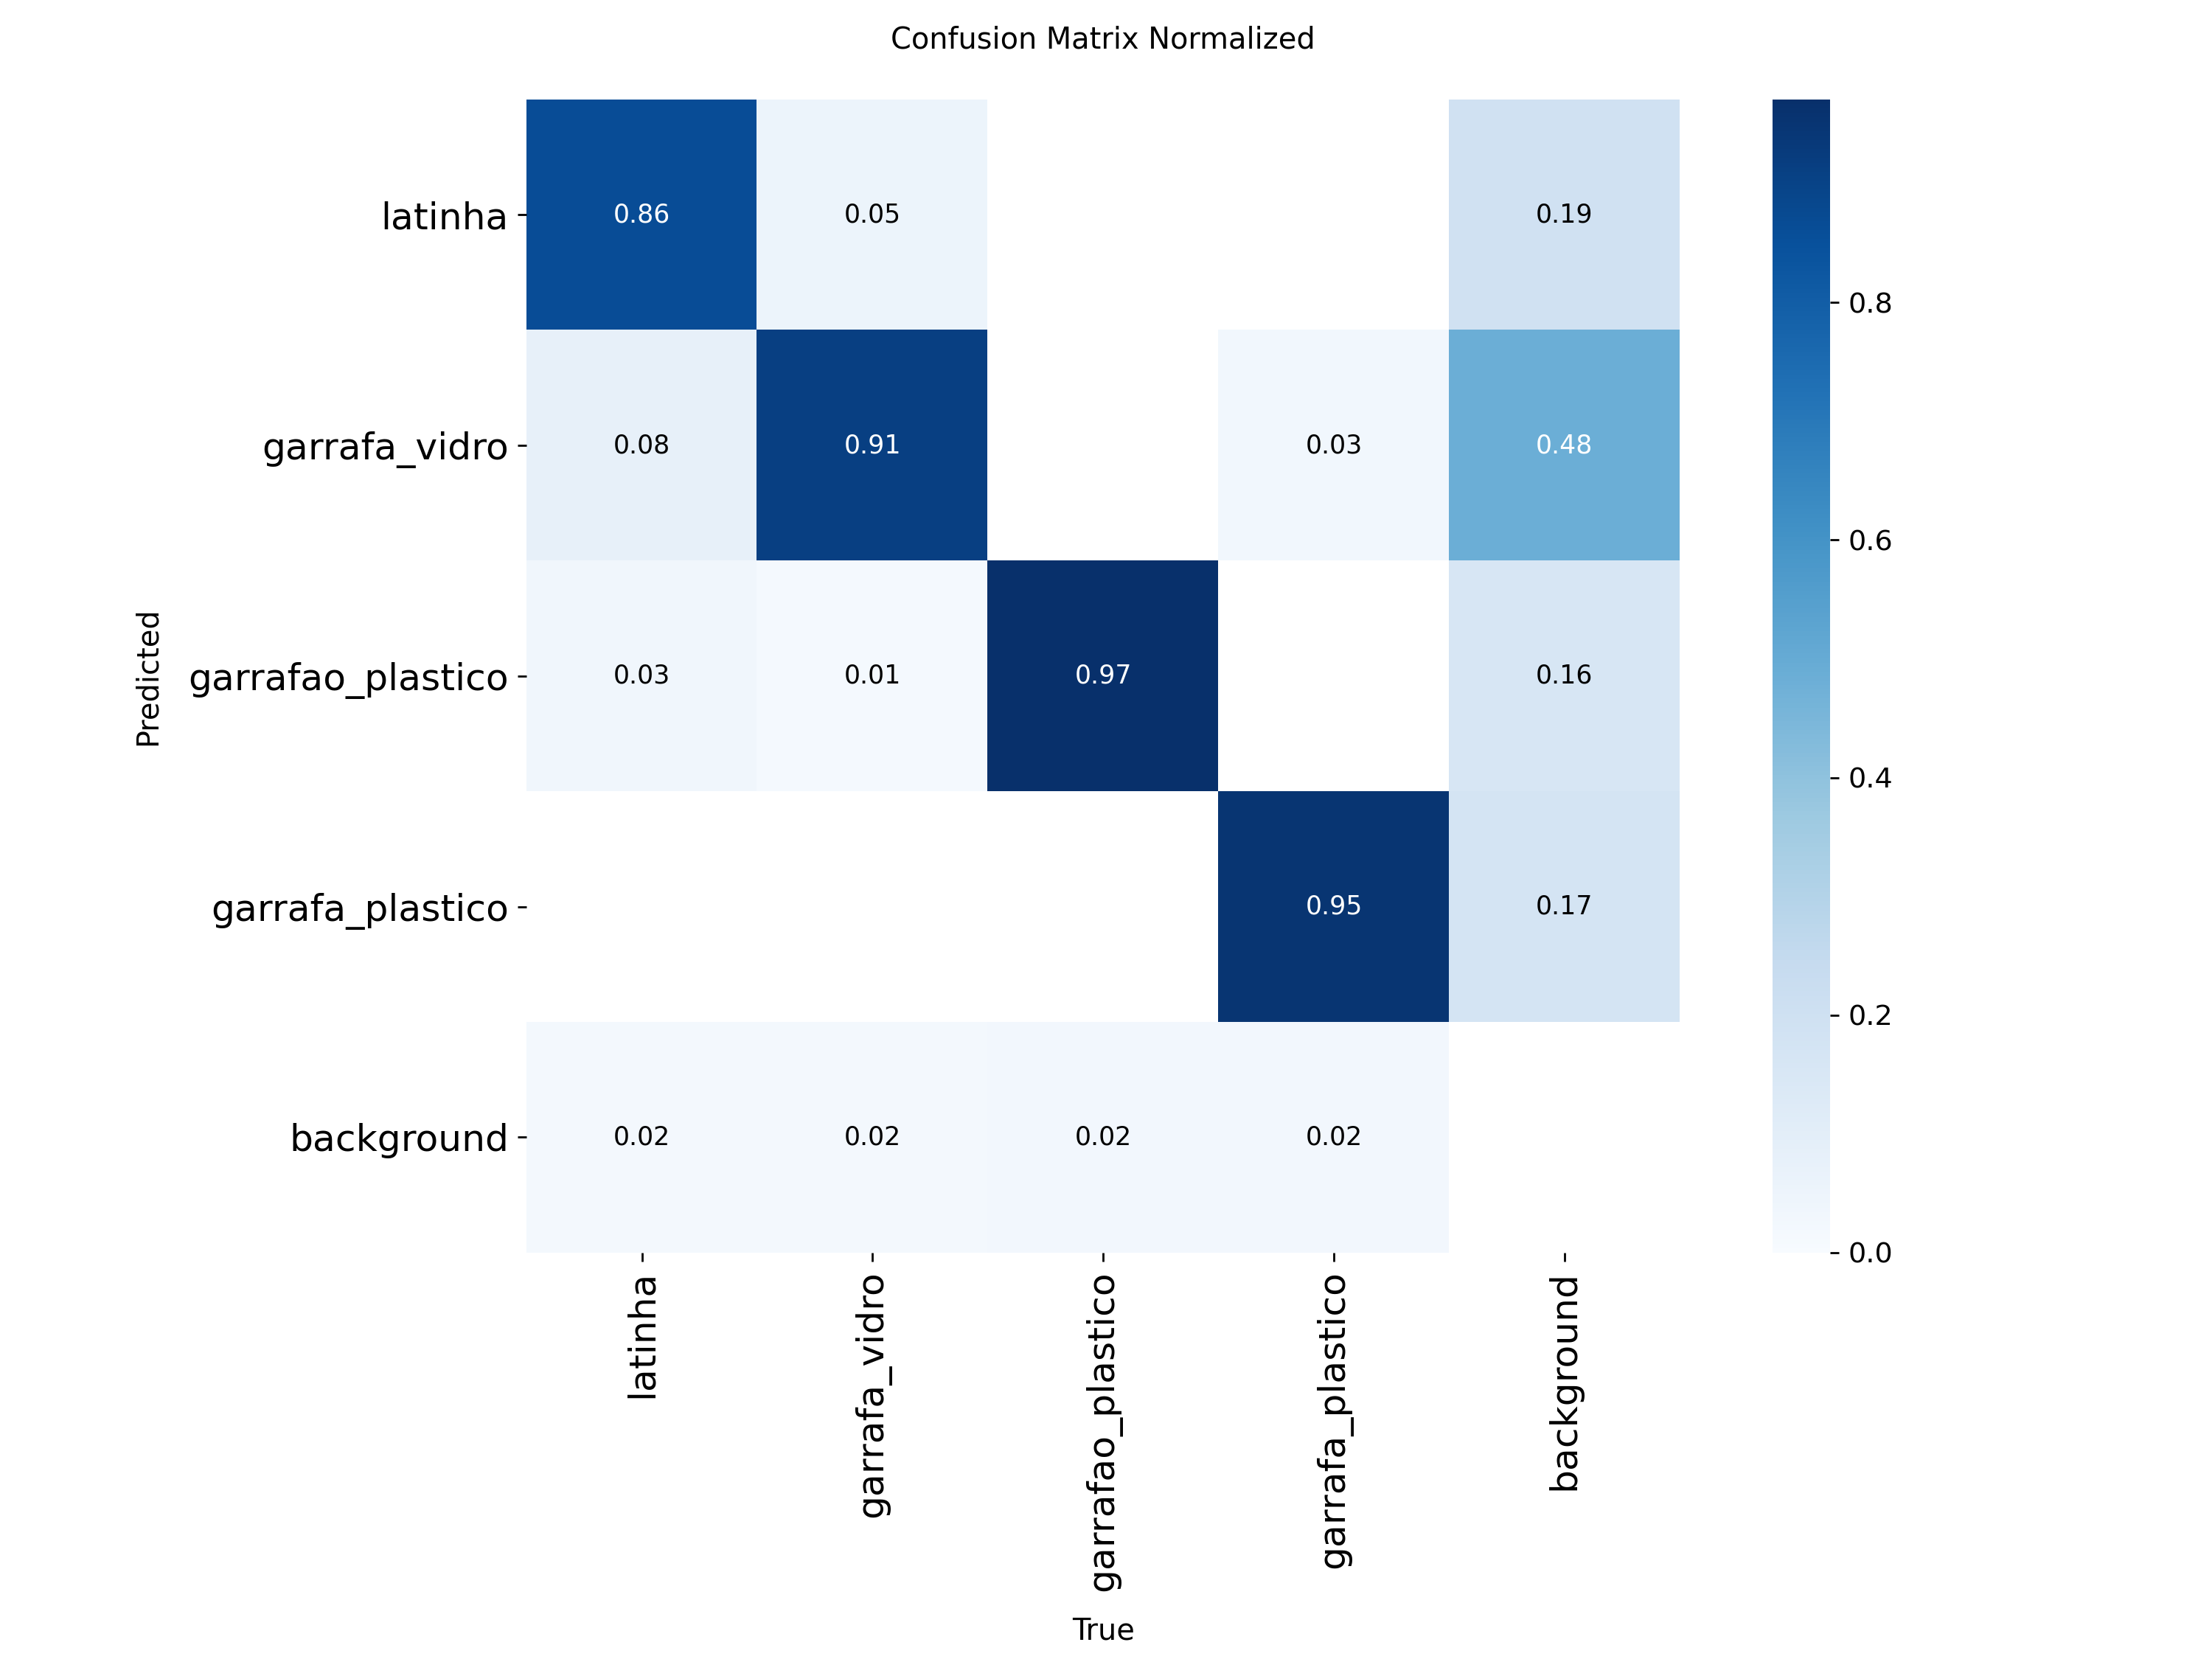 Confusion Matrix Normalized
latinha
0.86
0.05
0.19
garrafa_vidro
0.08
0.91
0.03
0.48
garrafao_plastico
0.03
0.01
0.97
0.16
garrafa_plastico
0.95
0.17
background
0.02
0.02
0.02
0.02
Predicted
latinha
garrafa_vidro
garrafao_plastico
garrafa_plastico
background
True
0.8
0.6
0.4
0.2
0.0